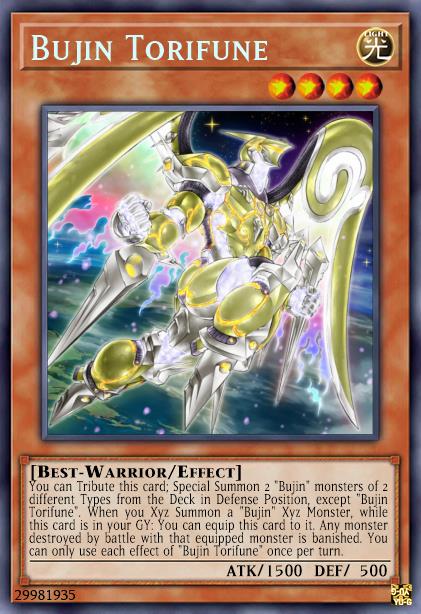 Bujin Torifune
LIGHT
光
[Best-Warrior/Effect]
You can Tribute this card; Special Summon 2 "Bujin" monsters of 2
different Types from the Deck in Defense Position, except "Bujin
Torifune". When you Xyz Summon a "Bujin" Xyz Monster, while
this card is in your GY: You can equip this card to it. Any monster
destroyed by battle with that equipped monster is banished. You
can only use each effect of "Bujin Torifune" once per turn.
ATK/1500 DEF/ 500
29981935